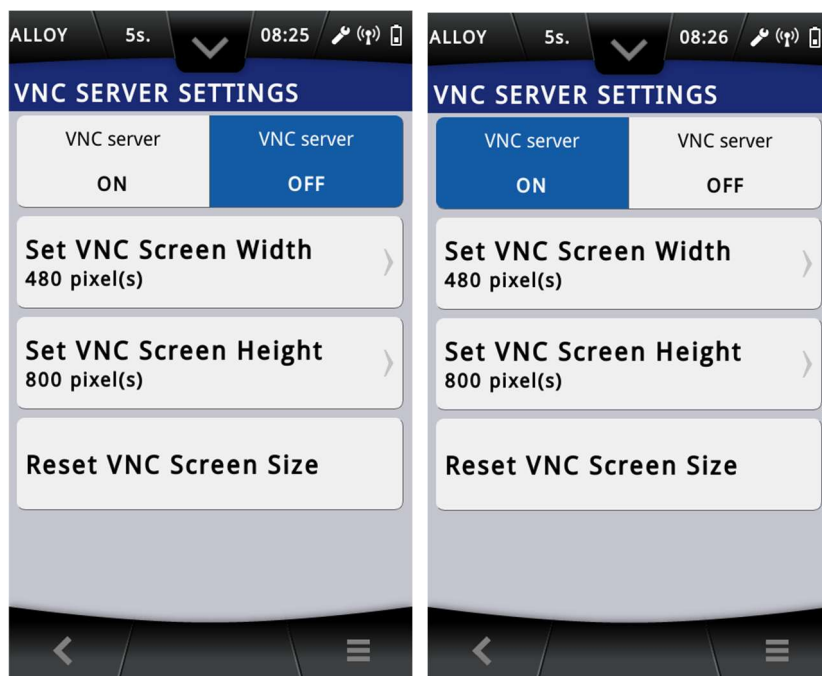 ALLOY 5s. 08:25
VNC SERVER SETTINGS
VNC server VNC server
ON OFF
Set VNC Screen Width
480 pixel(s)
Set VNC Screen Height
800 pixel(s)
Reset VNC Screen Size
ALLOY 5s. 08:26
VNC SERVER SETTINGS
VNC server VNC server
ON OFF
Set VNC Screen Width
480 pixel(s)
Set VNC Screen Height
800 pixel(s)
Reset VNC Screen Size